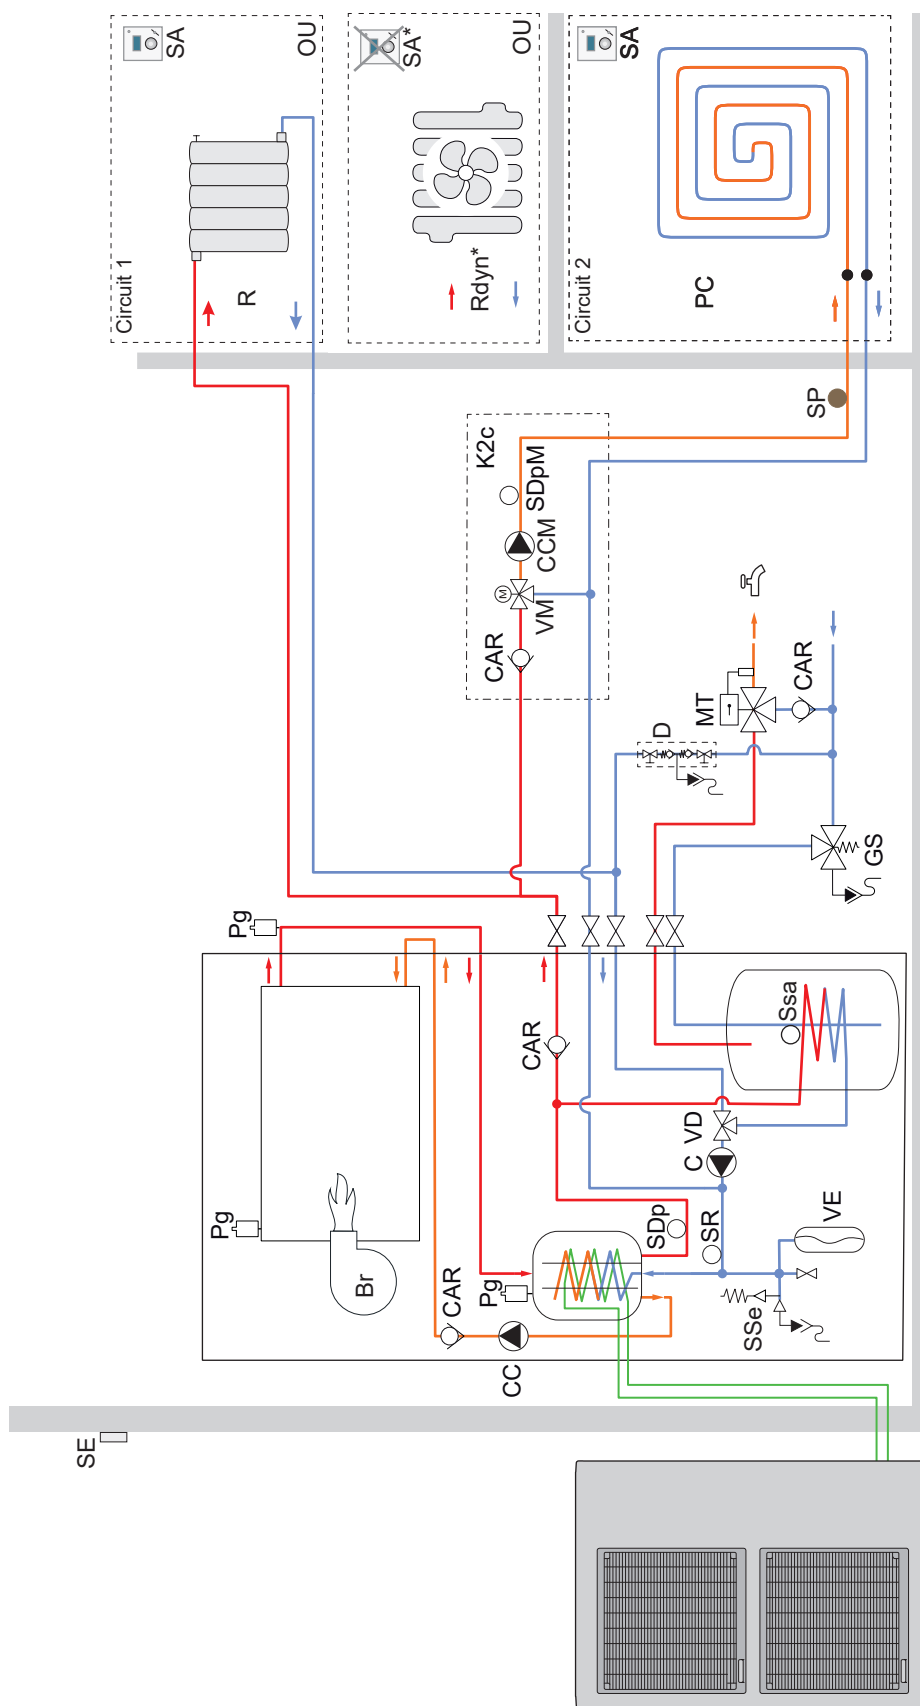 SA
OU
Circuit 1
R
SA*
OU
Rdyn*
SA
Circuit 2
PC
SP
K2c
SDpM
CCM
M
VM
CAR
MT
CAR
D
GS
Pg
Pg
Br
CAR
CC
Pg
CAR
SDp
SR
C
VD
Ssa
VE
SSe
SE